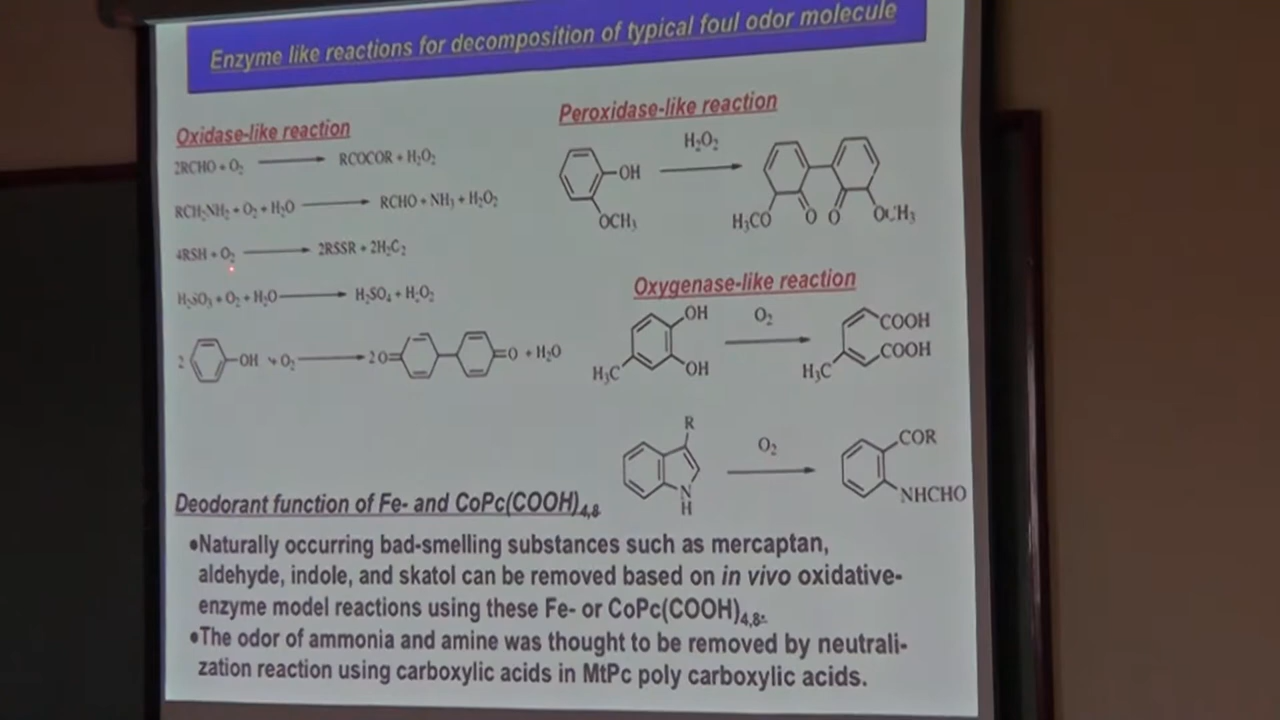 Enzyme like reactions for decomposition of typical foul odor molecule
Oxidase-like reaction
2RCHO + O₂ → RCOCOR + H₂O₂
RCH₂NH₂ + O₂ + H₂O → RCHO + NH₃ + H₂O₂
4RSH + O₂ → 2RSSR + 2H₂C₂
H₂SO₃ + O₂ + H₂O → H₂SO₄ + H₂O₂
2 OH + O₂ → 2 O= =O + H₂O
Peroxidase-like reaction
H₂O₂
OH
OCH₃
H₃CO O O OCH₃
Oxygenase-like reaction
OH O₂ COOH
OH COOH
H₃C H₃C
R
O₂ COR
N NHCHO
H
Deodorant function of Fe- and CoPc(COOH)₄,₈
•Naturally occurring bad-smelling substances such as mercaptan,
aldehyde, indole, and skatol can be removed based on in vivo oxidative-
enzyme model reactions using these Fe- or CoPc(COOH)₄,₈.
•The odor of ammonia and amine was thought to be removed by neutrali-
zation reaction using carboxylic acids in MtPc poly carboxylic acids.